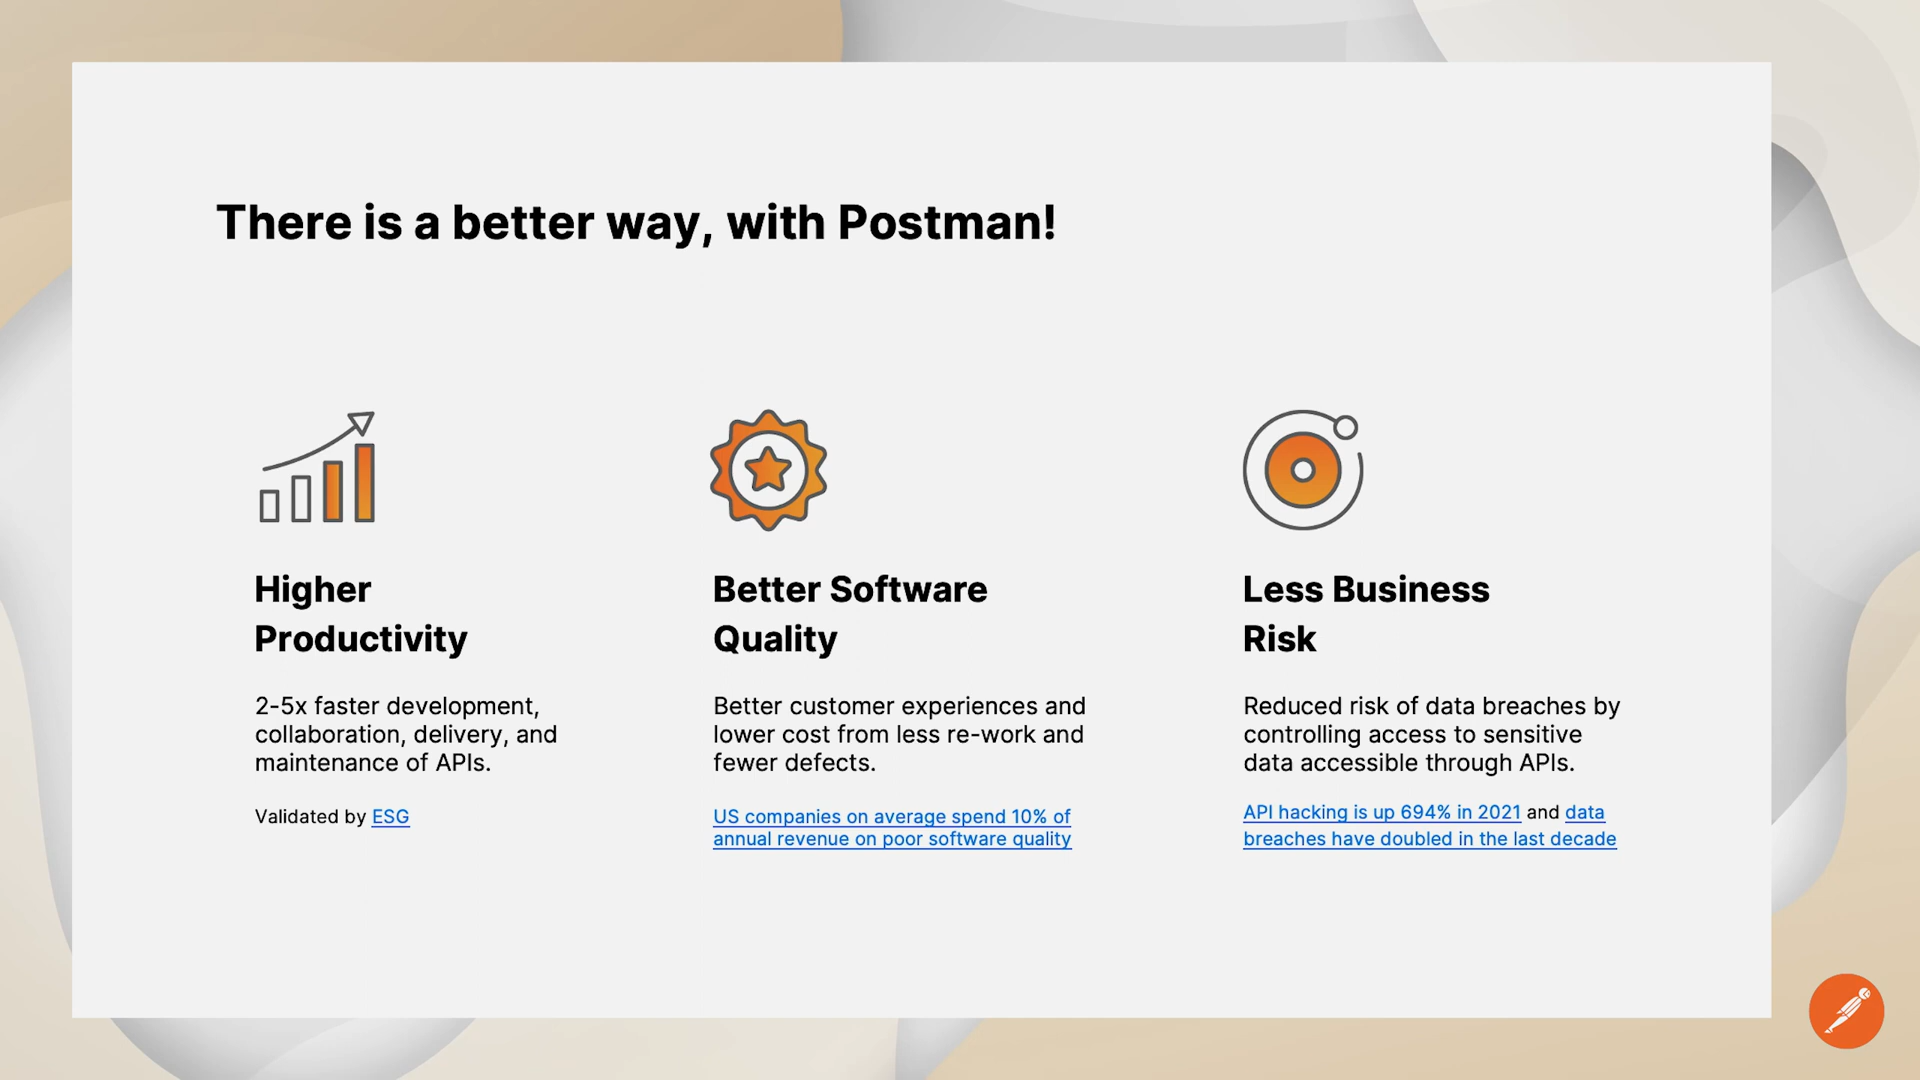 There is a better way, with Postman!
Higher
Productivity
2-5x faster development,
collaboration, delivery, and
maintenance of APIs.
Validated by ESG
Better Software
Quality
Better customer experiences and
lower cost from less re-work and
fewer defects.
US companies on average spend 10% of
annual revenue on poor software quality
Less Business
Risk
Reduced risk of data breaches by
controlling access to sensitive
data accessible through APIs.
API hacking is up 694% in 2021 and data
breaches have doubled in the last decade